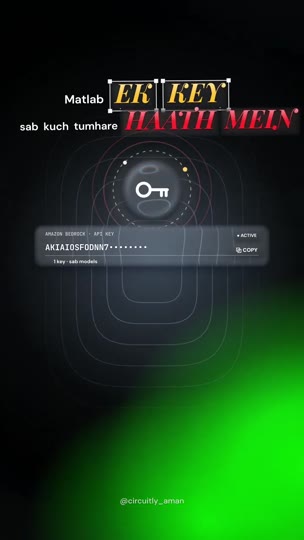 Matlab EK KEY
sab kuch tumhare HAATH MEIN
AMAZON BEDROCK · API KEY
ACTIVE
AKIAIOSFODNN7••••••••
COPY
1 key · sab models
@circuitly_aman